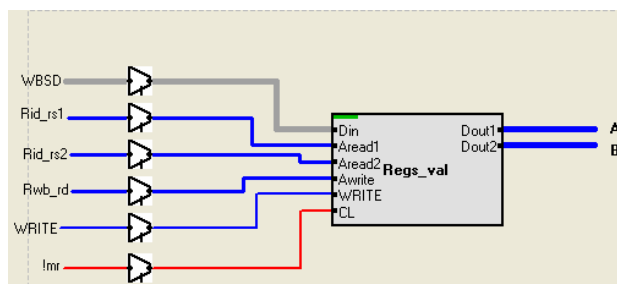 WBSD
Rid_rs1
Rid_rs2
Rwb_rd
WRITE
!mr
Din
Aread1
Aread2
Awrite
WRITE
CL
Regs_val
Dout1
Dout2
A
B